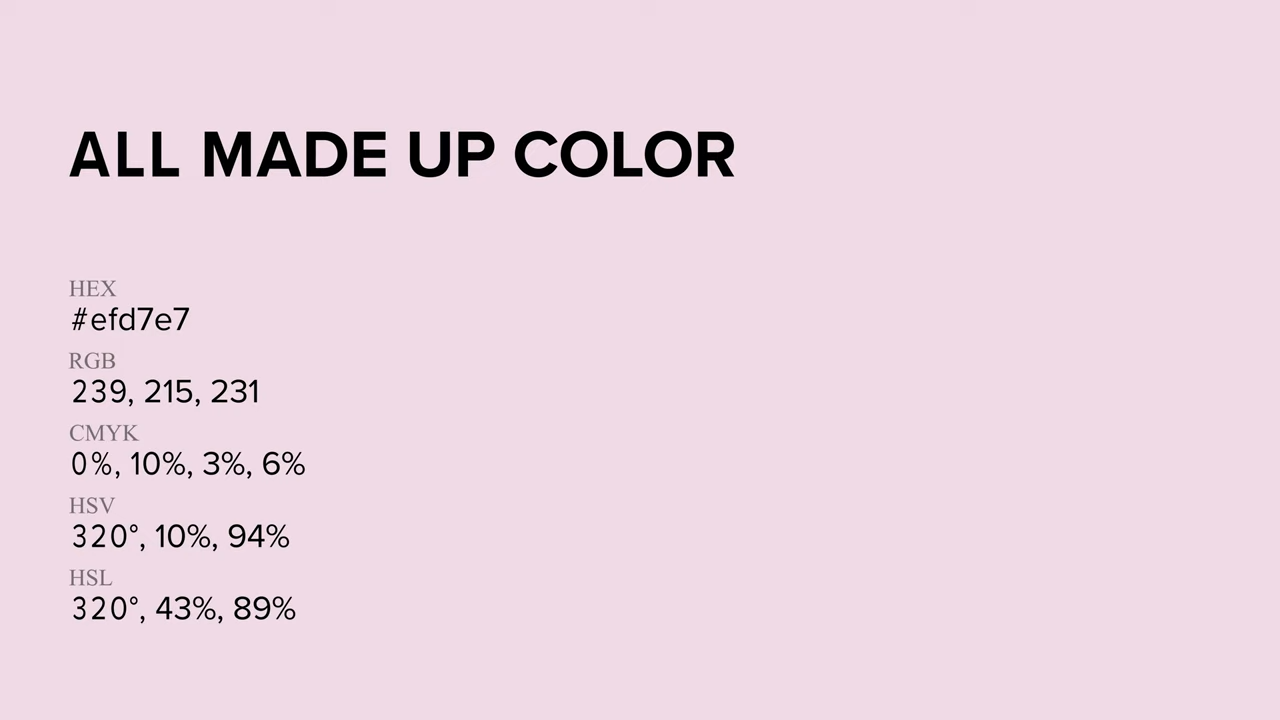 ALL MADE UP COLOR
HEX
#efd7e7
RGB
239, 215, 231
CMYK
0%, 10%, 3%, 6%
HSV
320°, 10%, 94%
HSL
320°, 43%, 89%